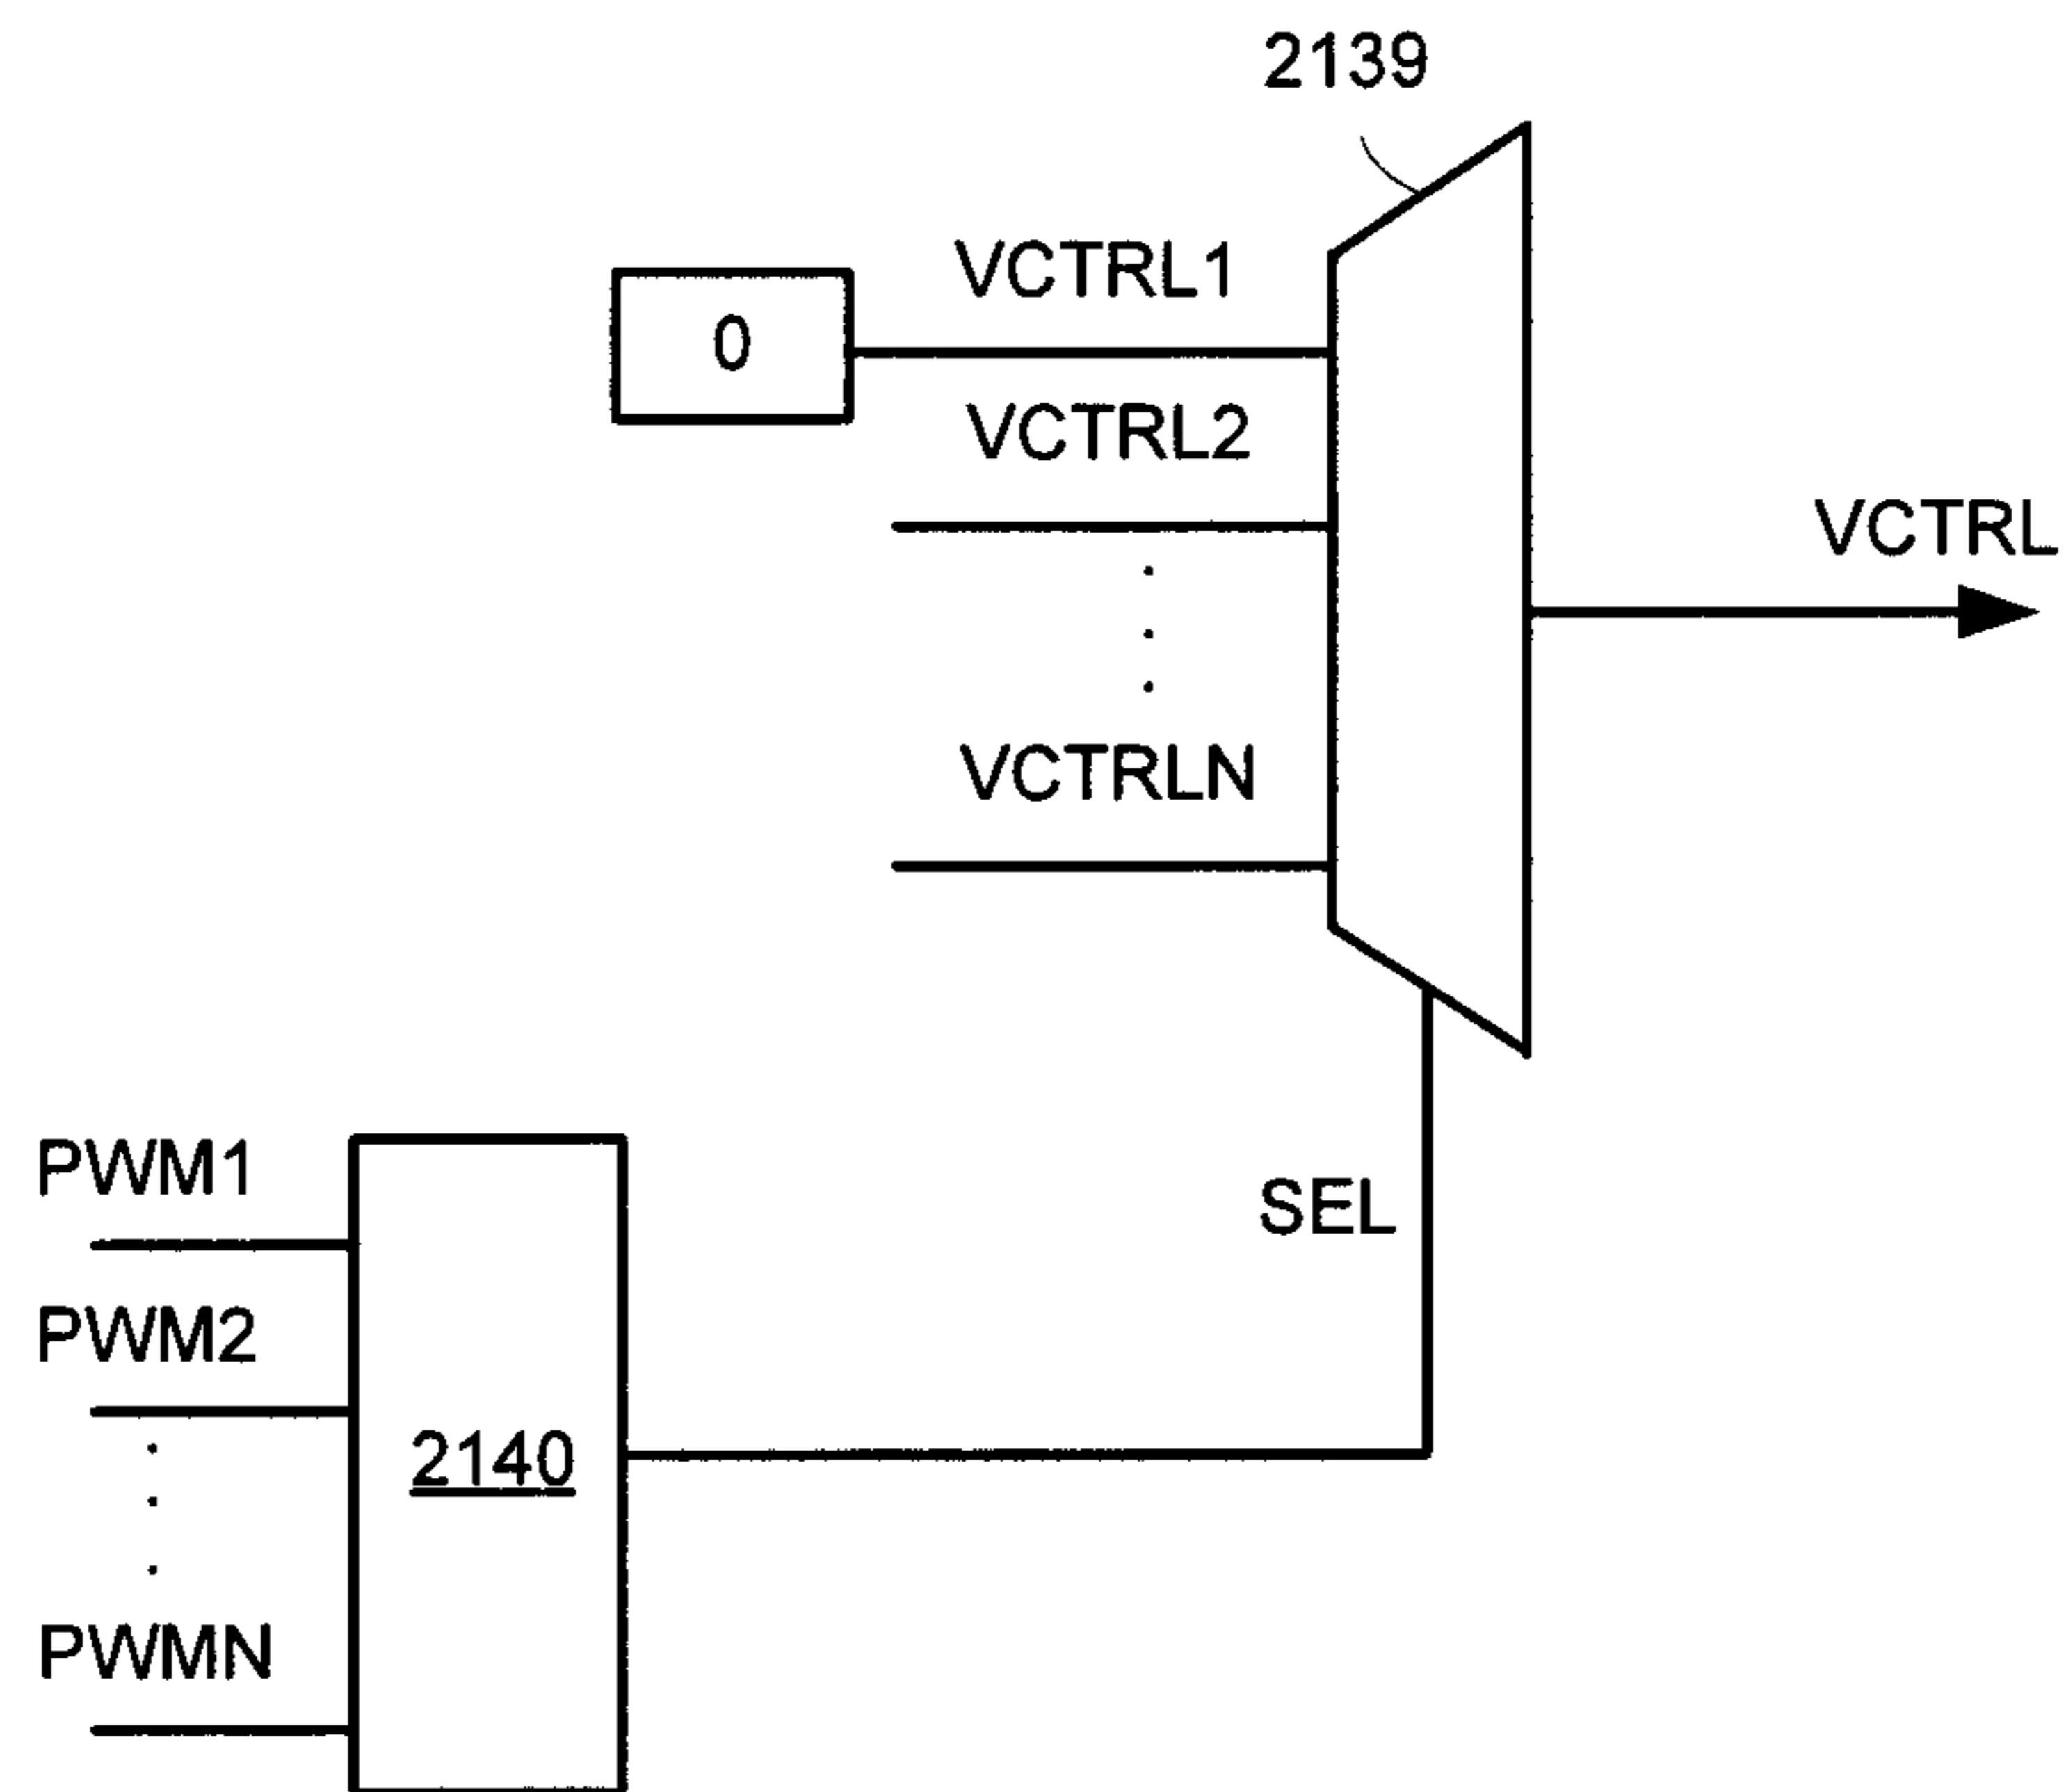 2139
VCTRL1
0
VCTRL2
VCTRL
VCTRLN
PWM1
SEL
PWM2
2140
PWMN